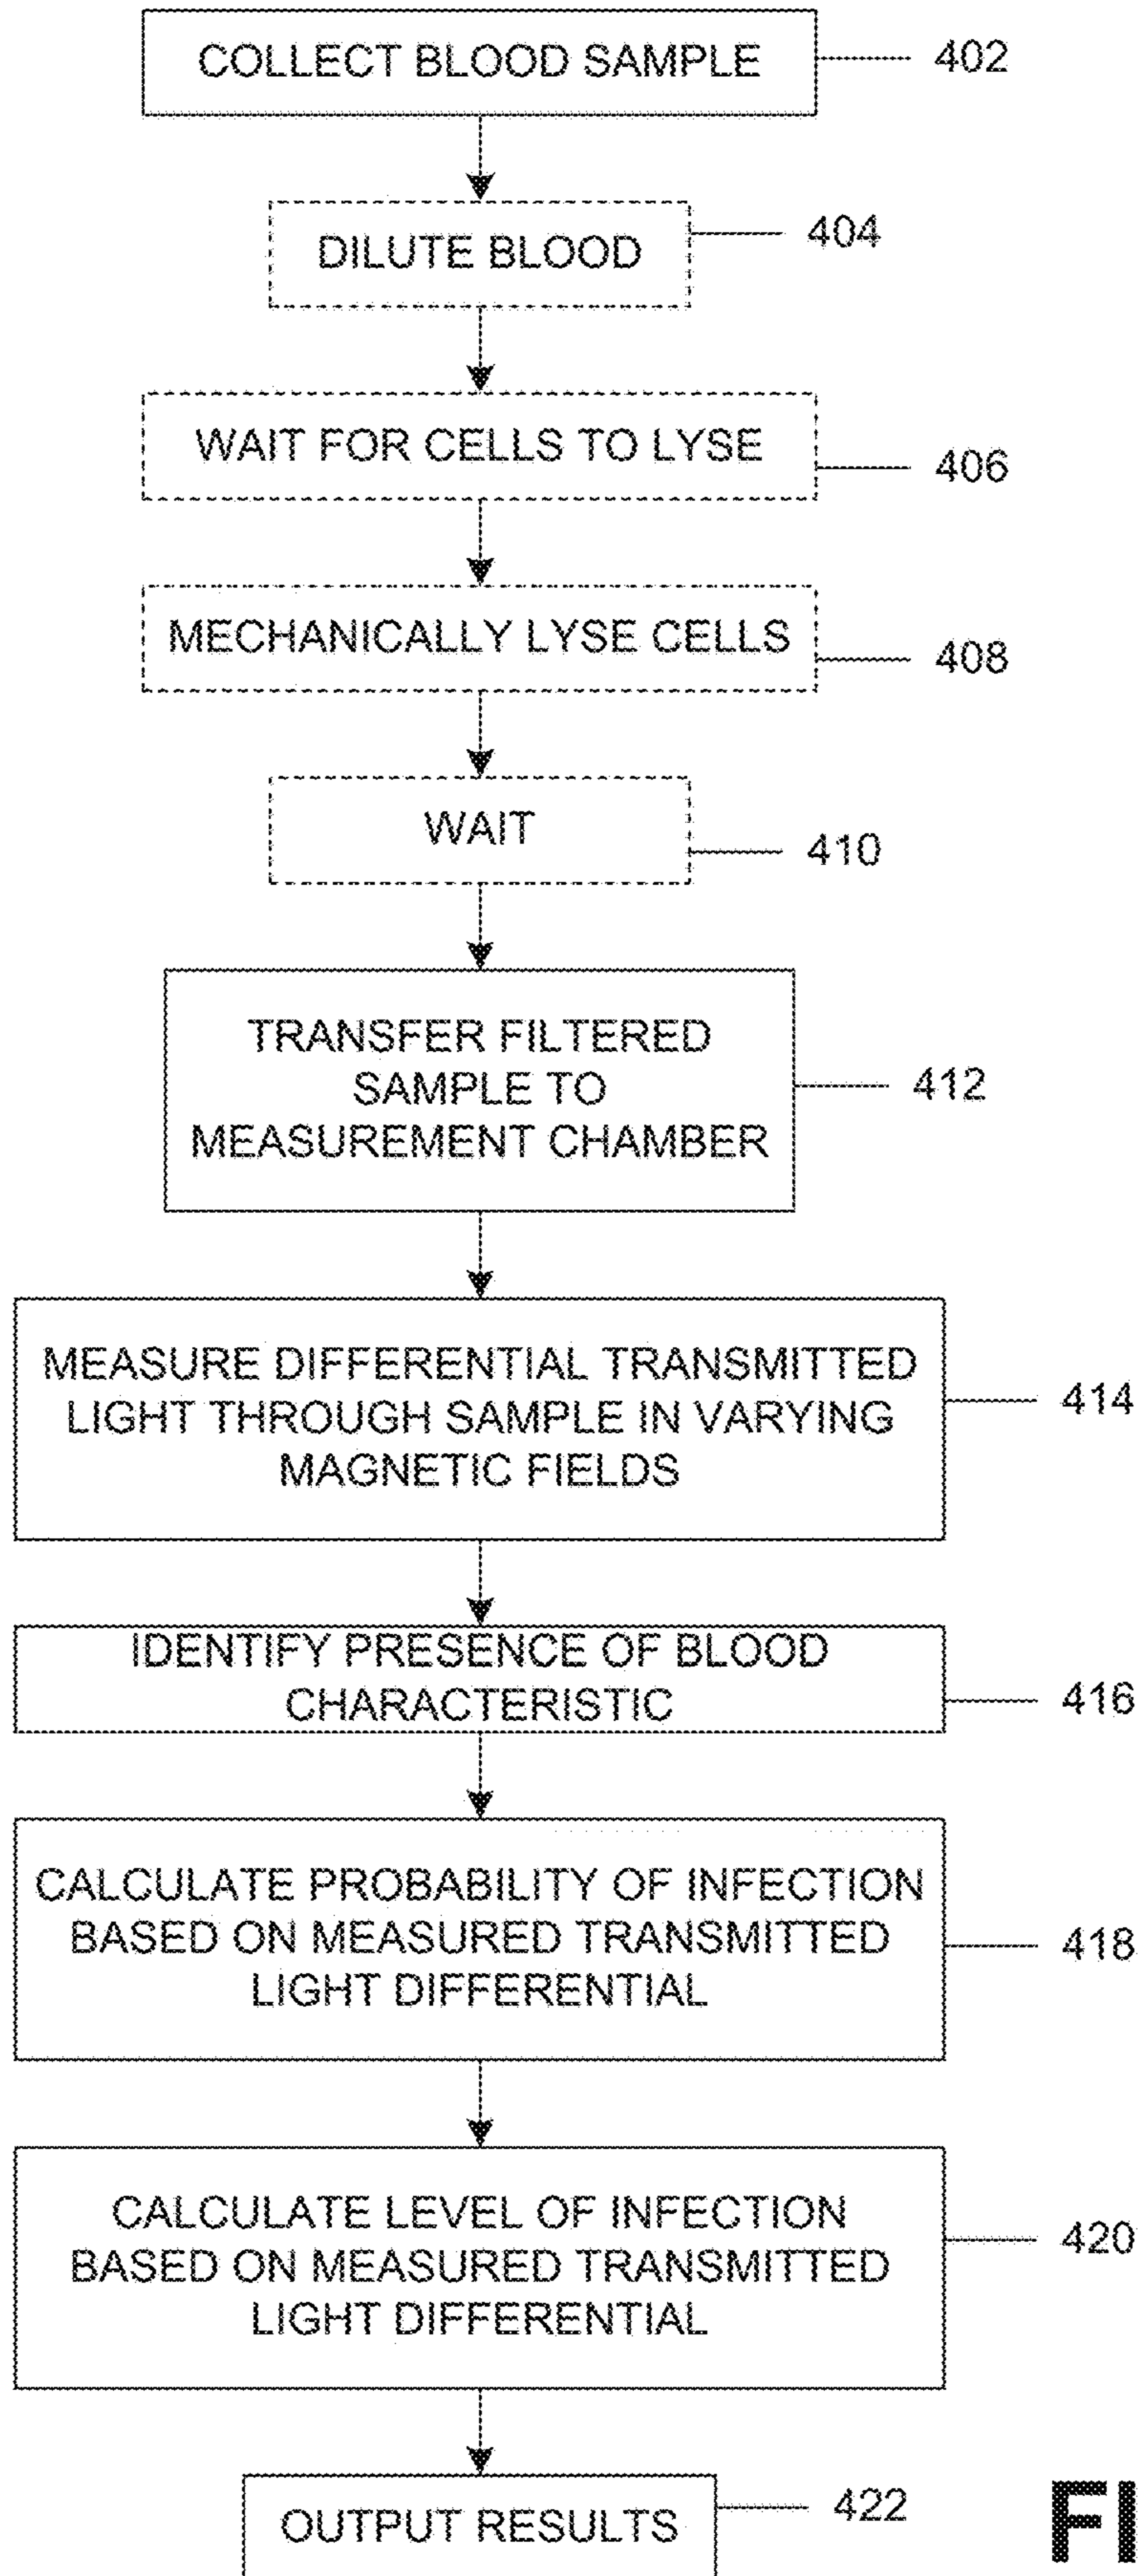 COLLECT BLOOD SAMPLE
402
DILUTE BLOOD
404
WAIT FOR CELLS TO LYSE
406
MECHANICALLY LYSE CELLS
408
WAIT
410
TRANSFER FILTERED
SAMPLE TO
MEASUREMENT CHAMBER
412
MEASURE DIFFERENTIAL TRANSMITTED
LIGHT THROUGH SAMPLE IN VARYING
MAGNETIC FIELDS
414
IDENTIFY PRESENCE OF BLOOD
CHARACTERISTIC
416
CALCULATE PROBABILITY OF INFECTION
BASED ON MEASURED TRANSMITTED
LIGHT DIFFERENTIAL
418
CALCULATE LEVEL OF INFECTION
BASED ON MEASURED TRANSMITTED
LIGHT DIFFERENTIAL
420
OUTPUT RESULTS
422
FI